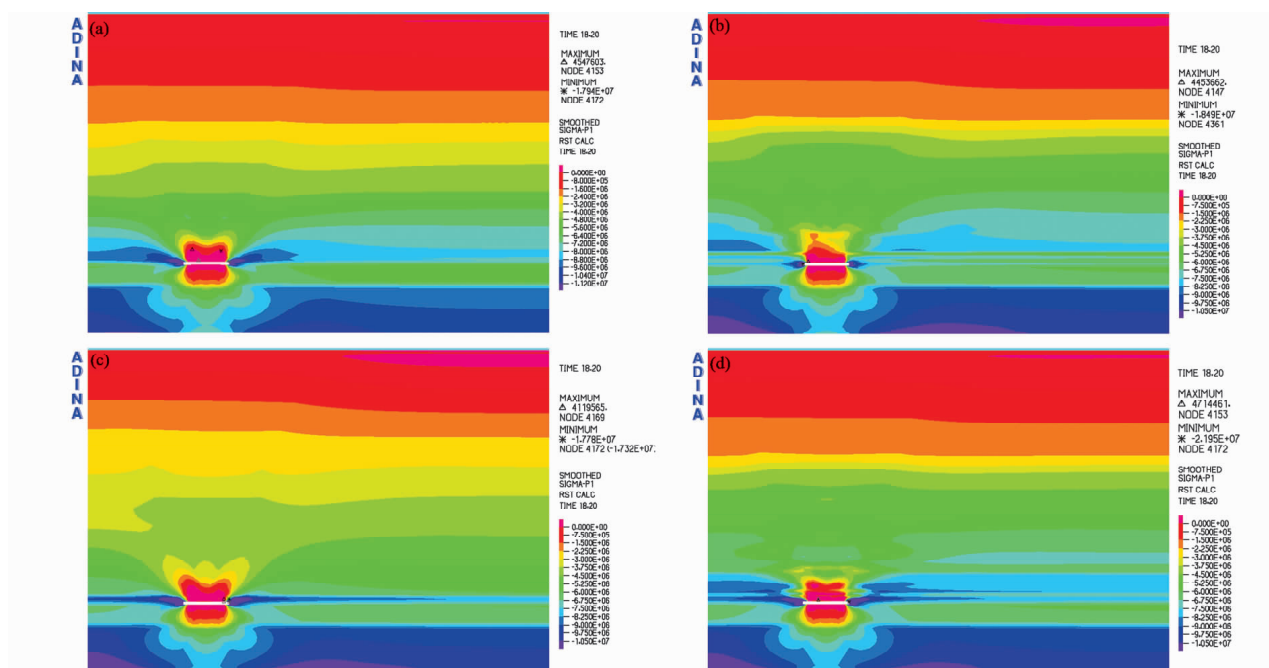 ADINA
(a)
TIME 18.20
MAXIMUM
△ 4547603.
NODE 4153
MINIMUM
✳ -1.794E+07
NODE 4172
SMOOTHED
SIGMA-P1
RST CALC
TIME 18.20
0.000E+00
-8.000E+05
-1.600E+06
-2.400E+06
-3.200E+06
-4.000E+06
-4.800E+06
-5.600E+06
-6.400E+06
-7.200E+06
-8.000E+06
-8.800E+06
-9.600E+06
-1.040E+07
-1.120E+07
ADINA
(b)
TIME 18.20
MAXIMUM
△ 4453662.
NODE 4147
MINIMUM
✳ -1.849E+07
NODE 4361
SMOOTHED
SIGMA-P1
RST CALC
TIME 18.20
0.000E+00
-7.500E+05
-1.500E+06
-2.250E+06
-3.000E+06
-3.750E+06
-4.500E+06
-5.250E+06
-6.000E+06
-6.750E+06
-7.500E+06
-8.250E+06
-9.000E+06
-9.750E+06
-1.050E+07
ADINA
(c)
TIME 18.20
MAXIMUM
△ 4119565.
NODE 4169
MINIMUM
✳ -1.778E+07
NODE 4172 (-1.732E+07)
SMOOTHED
SIGMA-P1
RST CALC
TIME 18.20
0.000E+00
-7.500E+05
-1.500E+06
-2.250E+06
-3.000E+06
-3.750E+06
-4.500E+06
-5.250E+06
-6.000E+06
-6.750E+06
-7.500E+06
-8.250E+06
-9.000E+06
-9.750E+06
-1.050E+07
ADINA
(d)
TIME 18.20
MAXIMUM
△ 4714461.
NODE 4153
MINIMUM
✳ -2.195E+07
NODE 4172
SMOOTHED
SIGMA-P1
RST CALC
TIME 18.20
0.000E+00
-7.500E+05
-1.500E+06
-2.250E+06
-3.000E+06
-3.750E+06
-4.500E+06
-5.250E+06
-6.000E+06
-6.750E+06
-7.500E+06
-8.250E+06
-9.000E+06
-9.750E+06
-1.050E+07